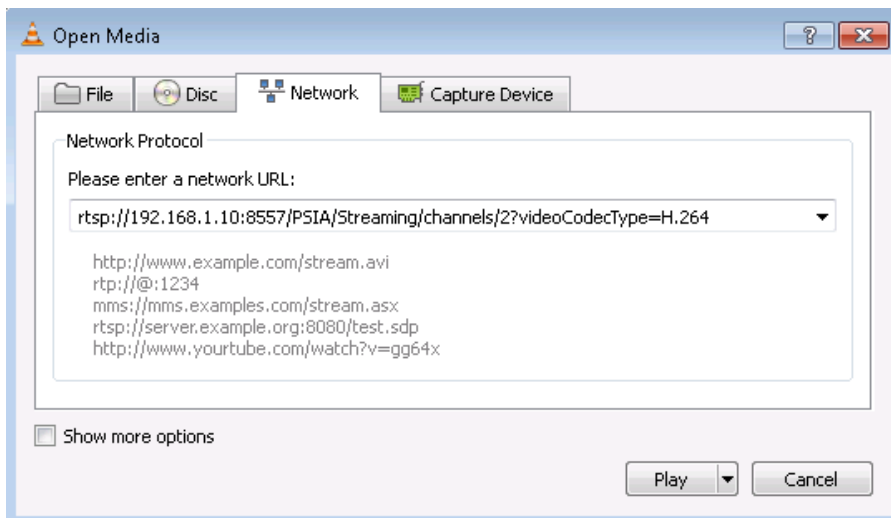 Open Media
File Disc Network Capture Device
Network Protocol
Please enter a network URL:
rtsp://192.168.1.10:8557/PSIA/Streaming/channels/2?videoCodecType=H.264
http://www.example.com/stream.avi
rtp://@:1234
mms://mms.examples.com/stream.asx
rtsp://server.example.org:8080/test.sdp
http://www.yourtube.com/watch?v=gg64x
Show more options
Play Cancel